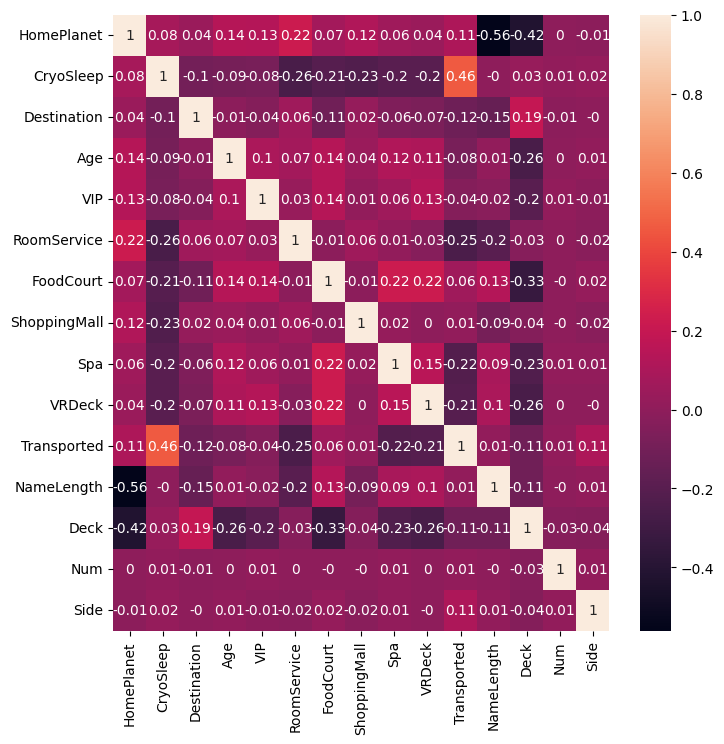 HomePlanet 1 0.08 0.04 0.14 0.13 0.22 0.07 0.12 0.06 0.04 0.11 -0.56 -0.42 0 -0.01
CryoSleep 0.08 1 -0.1 -0.09 -0.08 -0.26 -0.21 -0.23 -0.2 -0.2 0.46 -0 0.03 0.01 0.02
Destination 0.04 -0.1 1 -0.01 -0.04 0.06 -0.11 0.02 -0.06 -0.07 -0.12 -0.15 0.19 -0.01 -0
Age 0.14 -0.09 -0.01 1 0.1 0.07 0.14 0.04 0.12 0.11 -0.08 0.01 -0.26 0 0.01
VIP 0.13 -0.08 -0.04 0.1 1 0.03 0.14 0.01 0.06 0.13 -0.04 -0.02 -0.2 0.01 -0.01
RoomService 0.22 -0.26 0.06 0.07 0.03 1 -0.01 0.06 0.01 -0.03 -0.25 -0.2 -0.03 0 -0.02
FoodCourt 0.07 -0.21 -0.11 0.14 0.14 -0.01 1 -0.01 0.22 0.22 0.06 0.13 -0.33 -0 0.02
ShoppingMall 0.12 -0.23 0.02 0.04 0.01 0.06 -0.01 1 0.02 0 0.01 -0.09 -0.04 -0 -0.02
Spa 0.06 -0.2 -0.06 0.12 0.06 0.01 0.22 0.02 1 0.15 -0.22 0.09 -0.23 0.01 0.01
VRDeck 0.04 -0.2 -0.07 0.11 0.13 -0.03 0.22 0 0.15 1 -0.21 0.1 -0.26 0 -0
Transported 0.11 0.46 -0.12 -0.08 -0.04 -0.25 0.06 0.01 -0.22 -0.21 1 0.01 -0.11 0.01 0.11
NameLength -0.56 -0 -0.15 0.01 -0.02 -0.2 0.13 -0.09 0.09 0.1 0.01 1 -0.11 -0 0.01
Deck -0.42 0.03 0.19 -0.26 -0.2 -0.03 -0.33 -0.04 -0.23 -0.26 -0.11 -0.11 1 -0.03 -0.04
Num 0 0.01 -0.01 0 0.01 0 -0 -0 0.01 0 0.01 -0 -0.03 1 0.01
Side -0.01 0.02 -0 0.01 -0.01 -0.02 0.02 -0.02 0.01 -0 0.11 0.01 -0.04 0.01 1
HomePlanet
CryoSleep
Destination
Age
VIP
RoomService
FoodCourt
ShoppingMall
Spa
VRDeck
Transported
NameLength
Deck
Num
Side
1.0
0.8
0.6
0.4
0.2
0.0
−0.2
−0.4